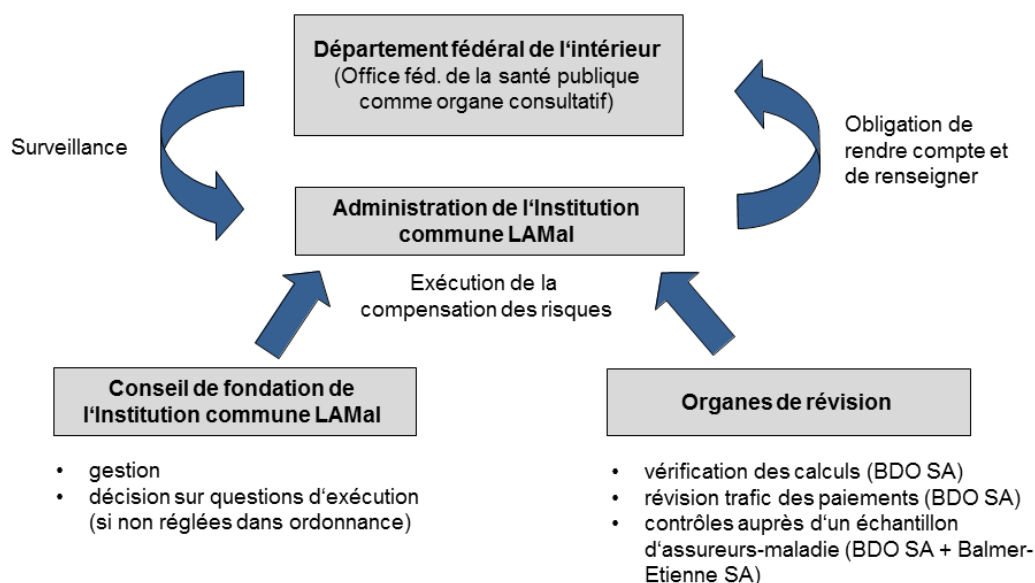 Département fédéral de l‘intérieur
(Office féd. de la santé publique
comme organe consultatif)
Surveillance
Obligation de
rendre compte et
de renseigner
Administration de l‘Institution
commune LAMal
Exécution de la
compensation des risques
Conseil de fondation de
l‘Institution commune LAMal
• gestion
• décision sur questions d‘exécution
(si non réglées dans ordonnance)
Organes de révision
• vérification des calculs (BDO SA)
• révision trafic des paiements (BDO SA)
• contrôles auprès d‘un échantillon
d‘assureurs-maladie (BDO SA + Balmer-
Etienne SA)